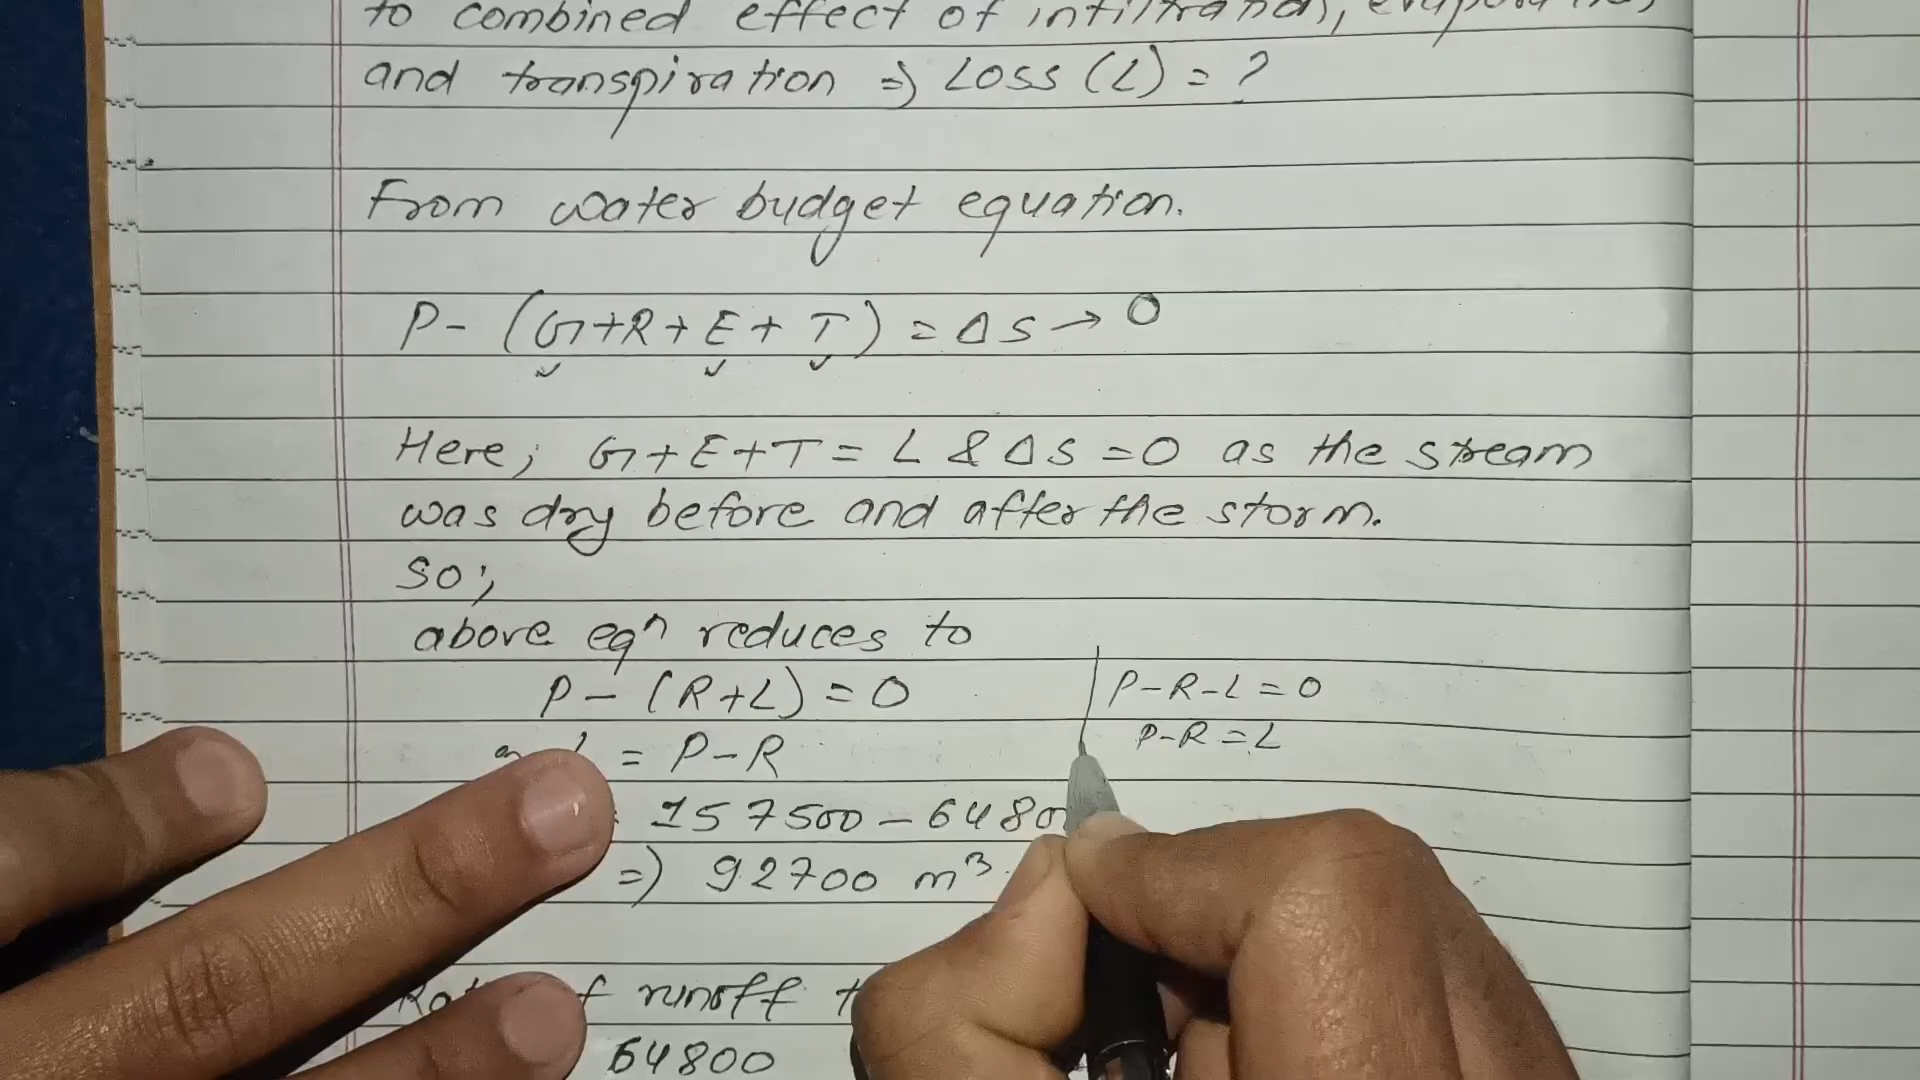 to combined effect of infiltration,
and transpiration => Loss (L) = ?
From water budget equation.
P - (G+R+E+T) = ΔS → 0
Here; G+E+T = L & ΔS = 0 as the stream
was dry before and after the storm.
So;
above eqn reduces to
P - (R+L) = 0
= P-R
157500 - 6480
=) 92700 m³
P-R-L = 0
P-R = L
runoff
64800